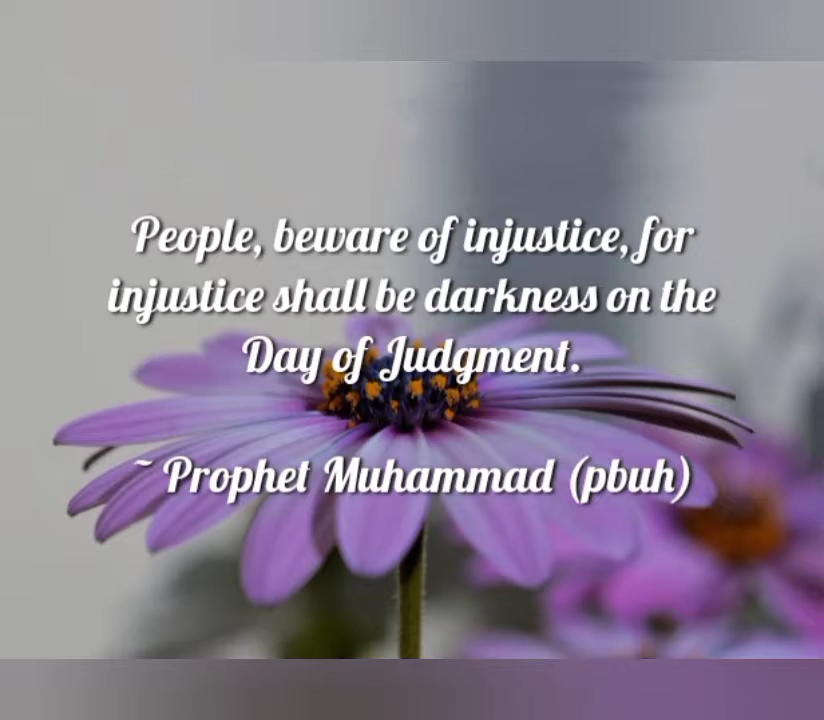 People, beware of injustice, for
injustice shall be darkness on the
Day of Judgment.
~ Prophet Muhammad (pbuh)